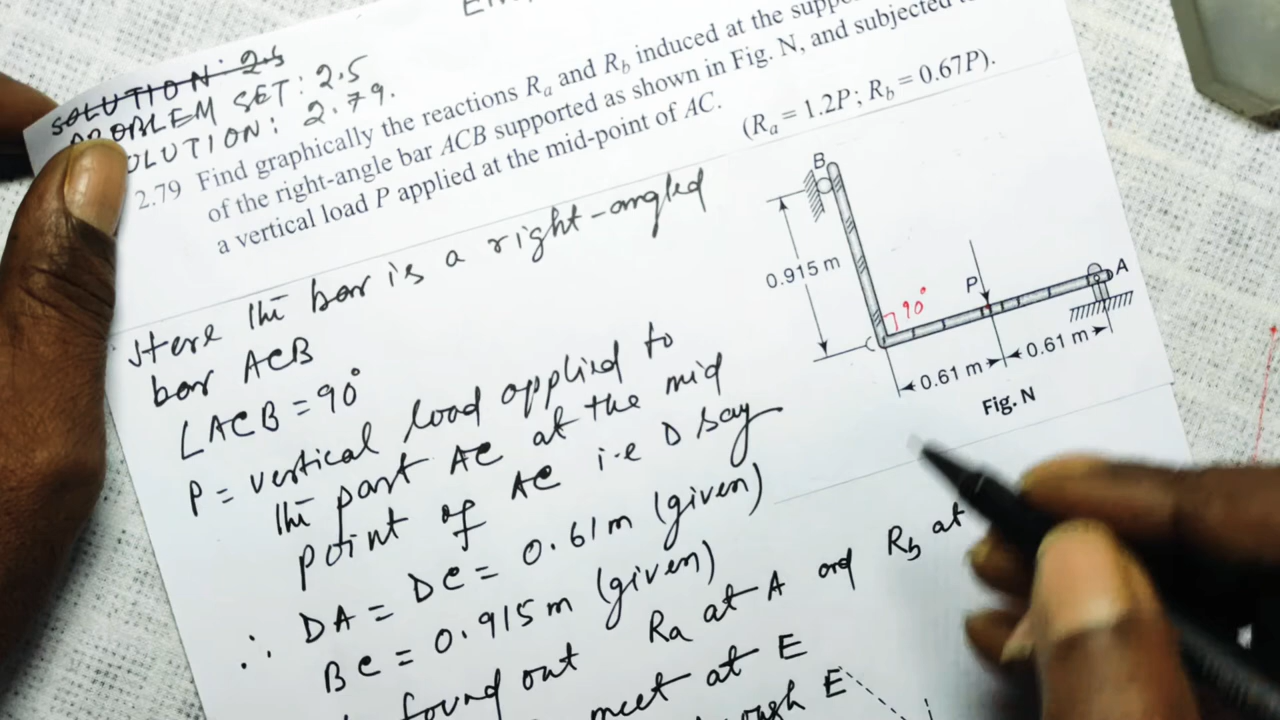 SOLUTION: 2.5
PROBLEM SET: 2.5
SOLUTION: 2.79.
2.79 Find graphically the reactions Ra and Rb induced at the
of the right-angle bar ACB supported as shown in Fig. N, and subjected
a vertical load P applied at the mid-point of AC.
(Ra = 1.2P; Rb = 0.67P).
B
0.915 m
90°
P
A
C
0.61 m
0.61 m
Fig. N
Here the bar is a right-angled
bar ACB
∠ACB = 90°
P = vertical load applied to
the part AC at the mid
point of AC i.e D say
∴ DA = DC = 0.61m (given)
BC = 0.915m (given)
found out Ra at A and Rb at
meet at E
E